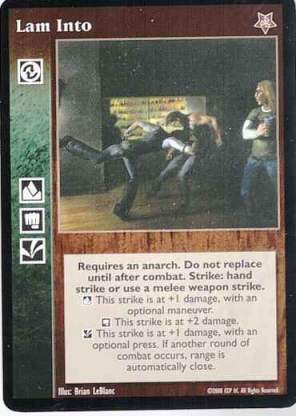 Lam Into
Requires an anarch. Do not replace
until after combat. Strike: hand
strike or use a melee weapon strike.
This strike is at +1 damage, with an
optional maneuver.
This strike is at +2 damage.
This strike is at +1 damage, with an
optional press. If another round of
combat occurs, range is
automatically close.
Illus: Brian LeBlanc